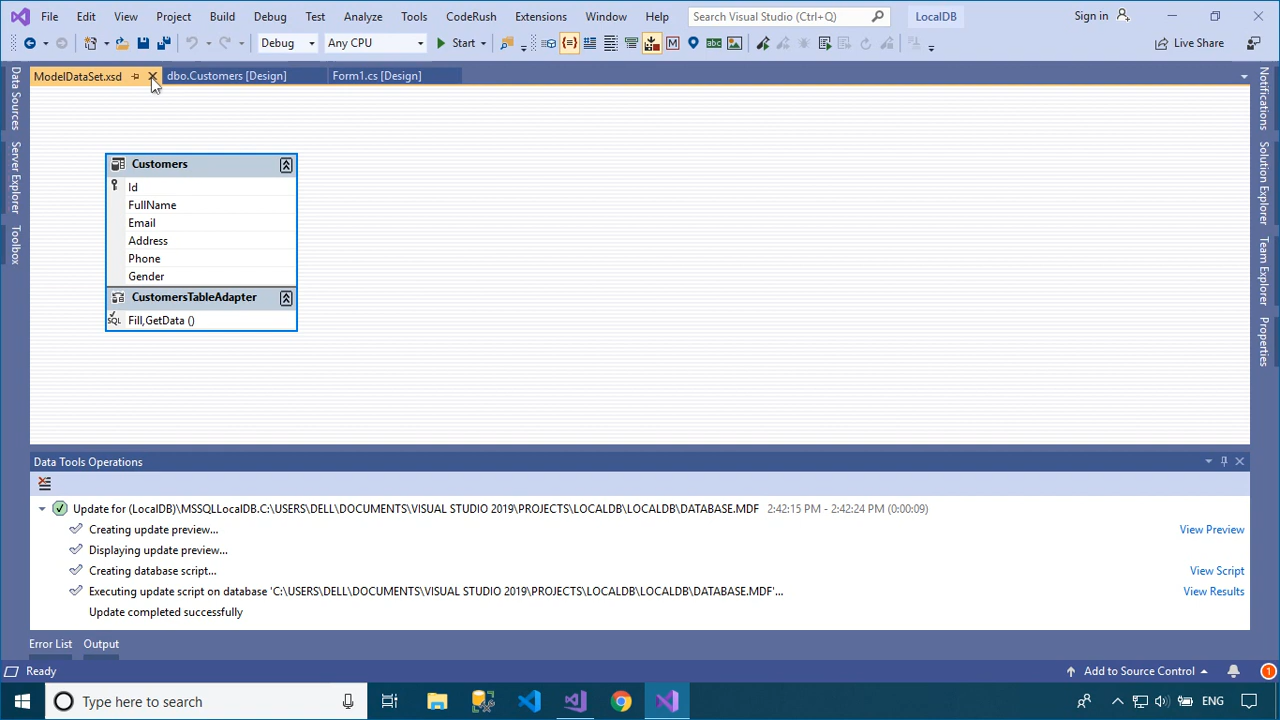 File Edit View Project Build Debug Test Analyze Tools CodeRush Extensions Window Help Search Visual Studio (Ctrl+Q) LocalDB Sign in
Debug Any CPU Start Live Share
ModelDataSet.xsd dbo.Customers [Design] Form1.cs [Design]
Data Sources
Server Explorer
Toolbox
Customers
Id
FullName
Email
Address
Phone
Gender
CustomersTableAdapter
SQL Fill,GetData ()
Notifications
Solution Explorer
Team Explorer
Properties
Data Tools Operations
Update for (LocalDB)\MSSQLLocalDB.C:\USERS\DELL\DOCUMENTS\VISUAL STUDIO 2019\PROJECTS\LOCALDB\LOCALDB\DATABASE.MDF 2:42:15 PM - 2:42:24 PM (0:00:09)
Creating update preview... View Preview
Displaying update preview...
Creating database script... View Script
Executing update script on database 'C:\USERS\DELL\DOCUMENTS\VISUAL STUDIO 2019\PROJECTS\LOCALDB\LOCALDB\DATABASE.MDF'... View Results
Update completed successfully
Error List Output
Ready Add to Source Control 1
Type here to search ENG